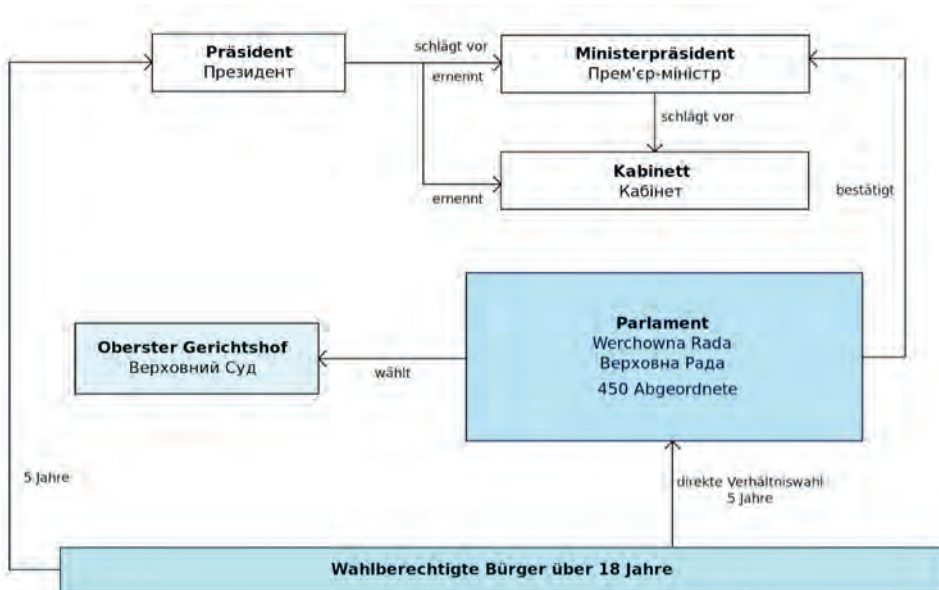 Präsident
Президент
schlägt vor
ernennt
Ministerpräsident
Прем'єр-міністр
schlägt vor
Kabinett
Кабінет
ernennt
bestätigt
Parlament
Werchowna Rada
Верховна Рада
450 Abgeordnete
Oberster Gerichtshof
Верховний Суд
wählt
5 Jahre
direkte Verhältniswahl
5 Jahre
Wahlberechtigte Bürger über 18 Jahre